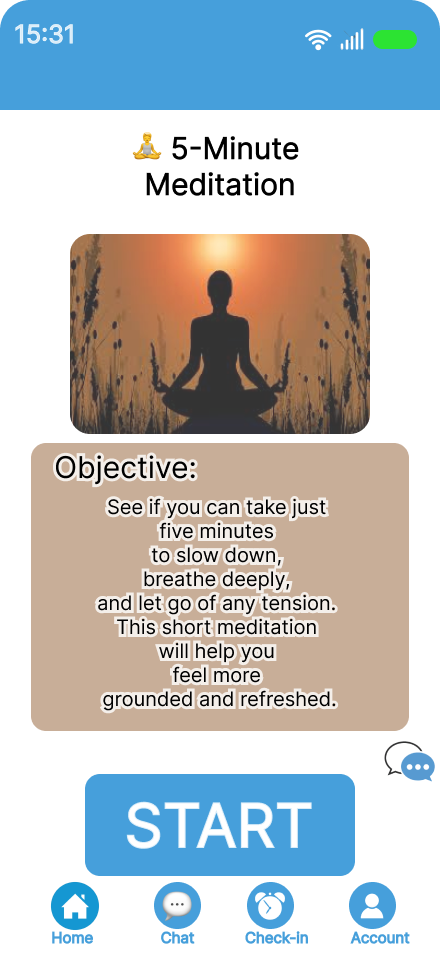 15:31
🧘 5-Minute
Meditation
Objective:
See if you can take just
five minutes
to slow down,
breathe deeply,
and let go of any tension.
This short meditation
will help you
feel more
grounded and refreshed.
START
Home Chat Check-in Account